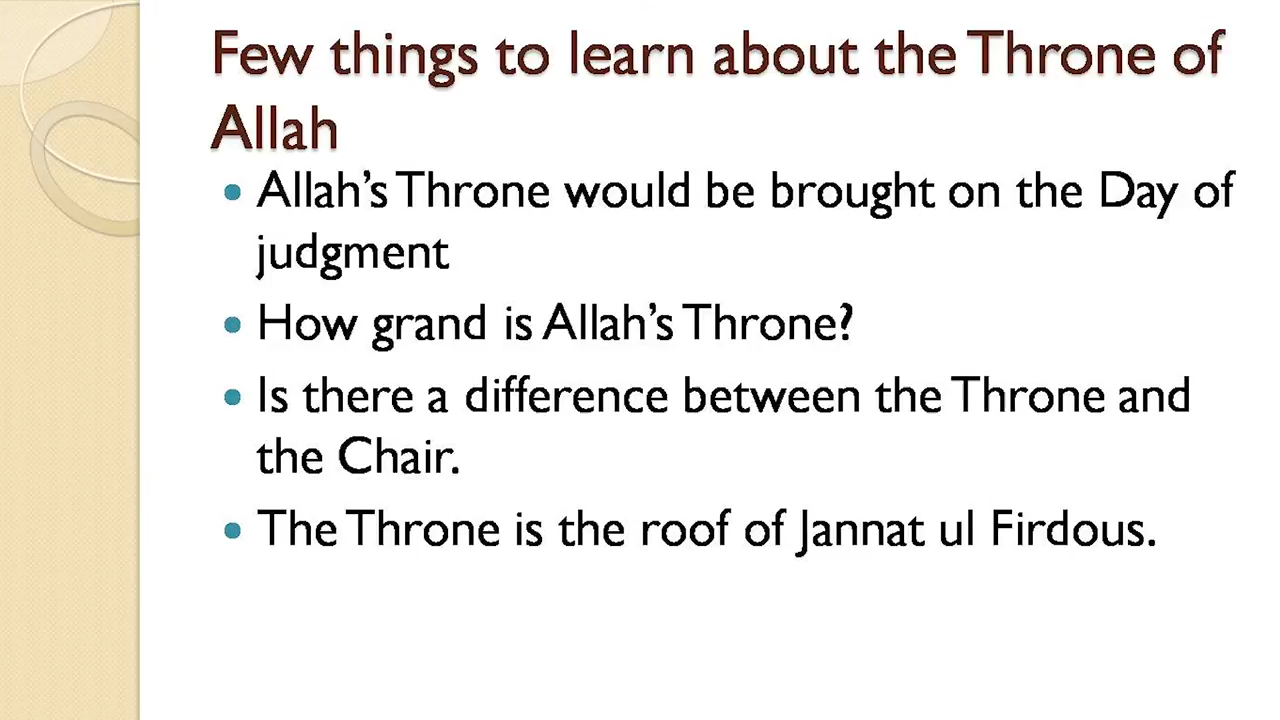 Few things to learn about the Throne of
Allah
• Allah's Throne would be brought on the Day of
judgment
• How grand is Allah's Throne?
• Is there a difference between the Throne and
the Chair.
• The Throne is the roof of Jannat ul Firdous.